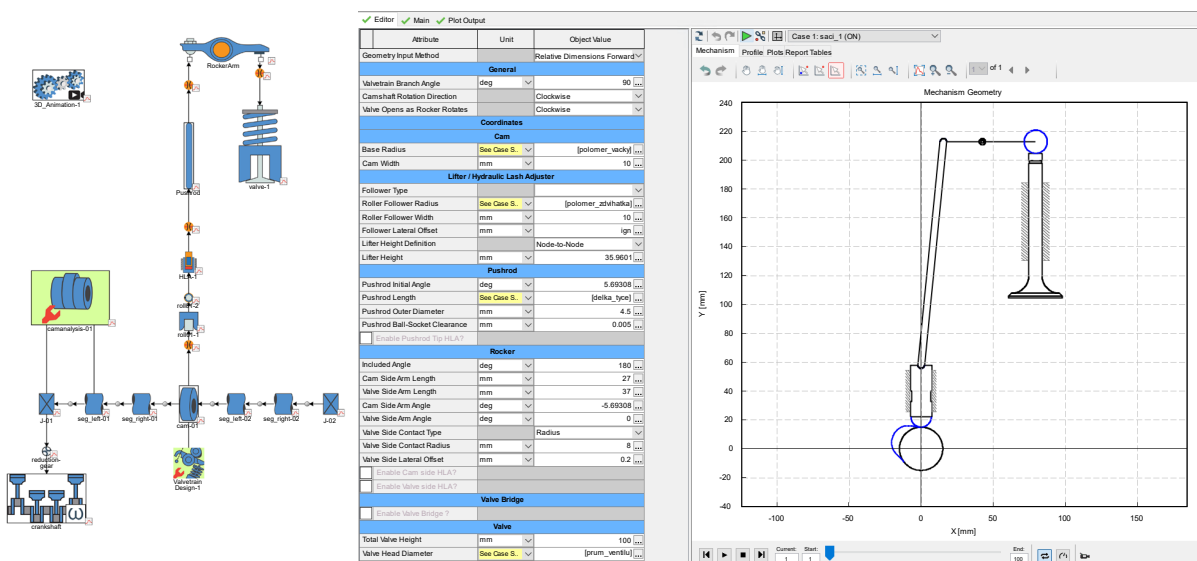 RockerArm
3D_Animation-1
Pushrod
valve-1
HLA-1
roller-2
roller-1
camanalysis-01
J-01
seg_left-01
seg_right-01
cam-01
seg_left-02
seg_right-02
J-02
reduction-
gear
Valvetrain
Design-1
crankshaft
ω
Editor Main Plot Output
Attribute Unit Object Value
Geometry Input Method Relative Dimensions Forward
General
Valvetrain Branch Angle deg 90 ...
Camshaft Rotation Direction Clockwise
Valve Opens as Rocker Rotates Clockwise
Coordinates
Cam
Base Radius See Case S.. [polomer_vacky] ...
Cam Width mm 10 ...
Lifter / Hydraulic Lash Adjuster
Follower Type
Roller Follower Radius See Case S.. [polomer_zdvihatka] ...
Roller Follower Width mm 10 ...
Follower Lateral Offset mm ign ...
Lifter Height Definition Node-to-Node
Lifter Height mm 35.9601 ...
Pushrod
Pushrod Initial Angle deg 5.69308 ...
Pushrod Length See Case S.. [delka_tyce] ...
Pushrod Outer Diameter mm 4.5 ...
Pushrod Ball-Socket Clearance mm 0.005 ...
Enable Pushrod Tip HLA?
Rocker
Included Angle deg 180 ...
Cam Side Arm Length mm 27 ...
Valve Side Arm Length mm 37 ...
Cam Side Arm Angle deg -5.69308 ...
Valve Side Arm Angle deg 0 ...
Valve Side Contact Type Radius
Valve Side Contact Radius mm 8 ...
Valve Side Lateral Offset mm 0.2 ...
Enable Cam side HLA?
Enable Valve side HLA?
Valve Bridge
Enable Valve Bridge ?
Valve
Total Valve Height mm 100 ...
Valve Head Diameter See Case S.. [prum_ventilu] ...
Case 1: saci_1 (ON)
Mechanism Profile Plots Report Tables
1 of 1
Mechanism Geometry
240
220
200
180
160
140
120
100
80
60
40
20
0
-20
-40
Y [mm]
-100 -50 0 50 100 150
X [mm]
Current: Start: End:
1 1 100